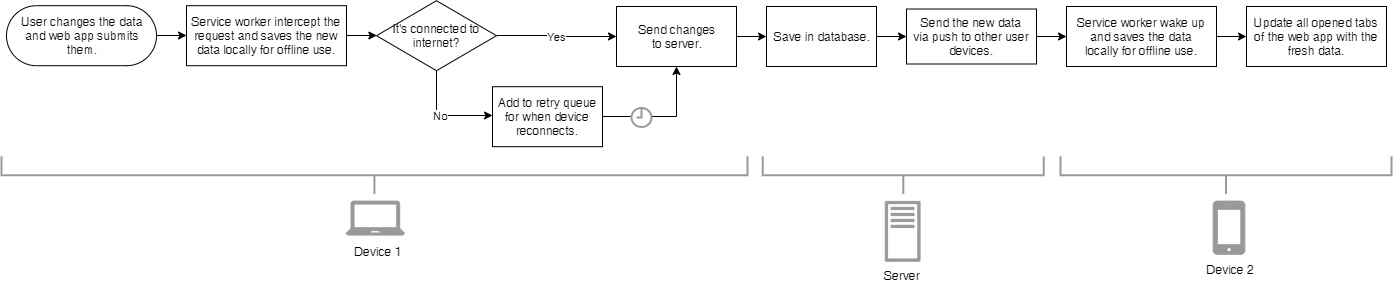 User changes the data
and web app submits
them.
Service worker intercept the
request and saves the new
data locally for offline use.
It's connected to
internet?
Yes
No
Add to retry queue
for when device
reconnects.
Send changes
to server.
Save in database.
Send the new data
via push to other user
devices.
Service worker wake up
and saves the data
locally for offline use.
Update all opened tabs
of the web app with the
fresh data.
Device 1
Server
Device 2